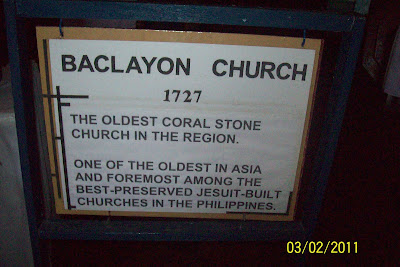 BACLAYON CHURCH
1727
THE OLDEST CORAL STONE
CHURCH IN THE REGION.
ONE OF THE OLDEST IN ASIA
AND FOREMOST AMONG THE
BEST-PRESERVED JESUIT-BUILT
CHURCHES IN THE PHILIPPINES.
03/02/2011